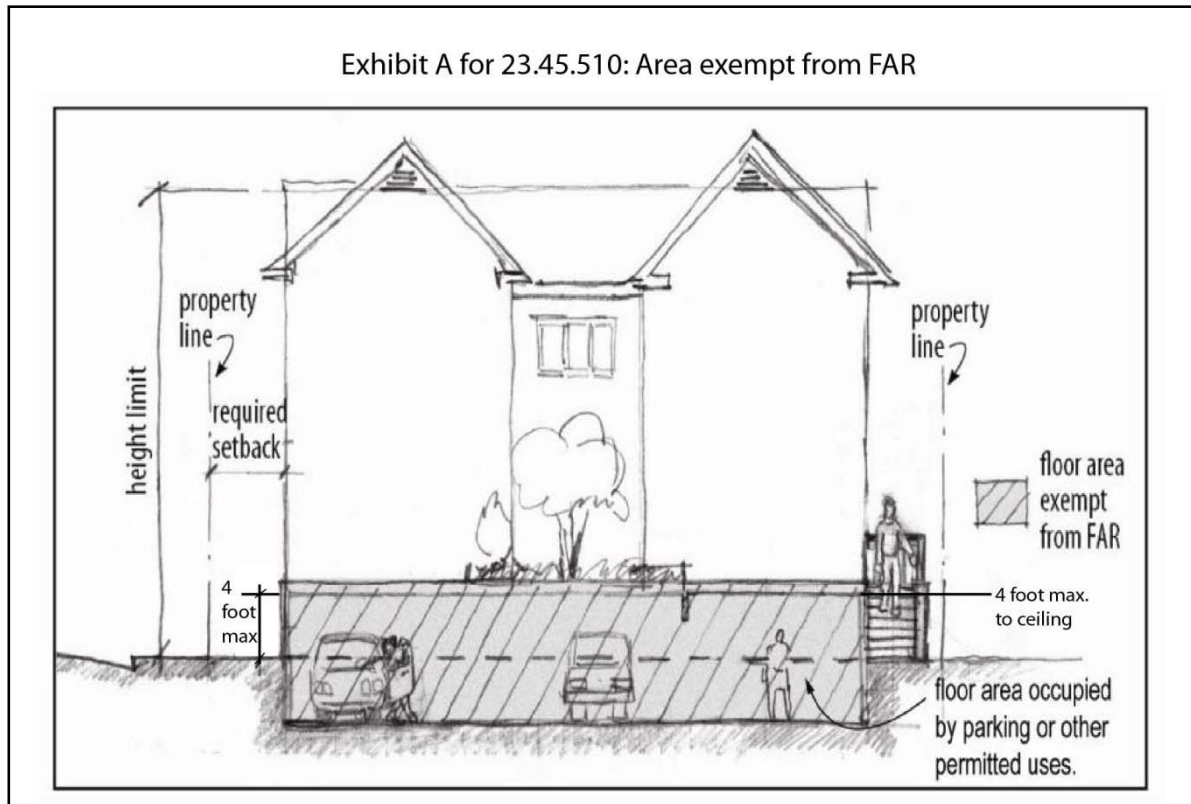 Exhibit A for 23.45.510: Area exempt from FAR
property
line
required
setback
height limit
4
foot
max
property
line
floor area
exempt
from FAR
4 foot max.
to ceiling
floor area occupied
by parking or other
permitted uses.